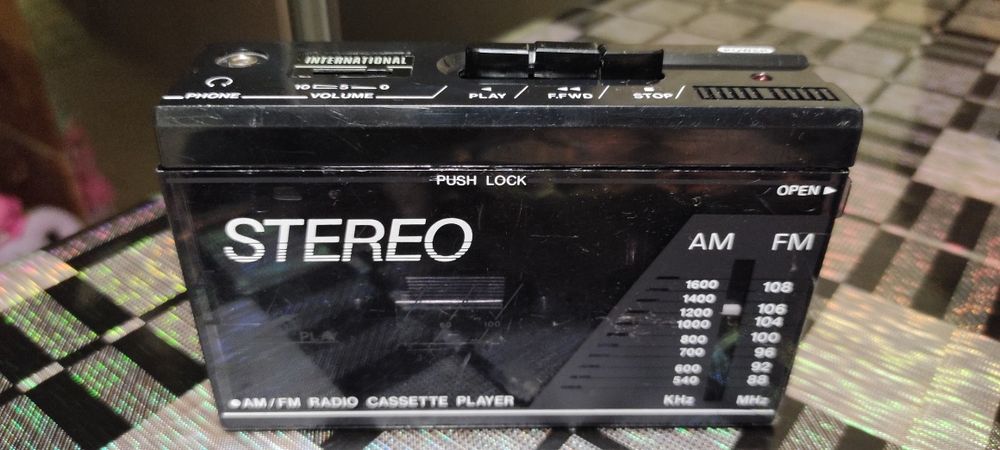 INTERNATIONAL
10 5 0
PHONE VOLUME PLAY F.FWD STOP
PUSH LOCK
OPEN
STEREO
AM FM
1600 108
1400
1200 106
1000 104
800 100
700 96
600 92
540 88
KHz MHz
AM/FM RADIO CASSETTE PLAYER